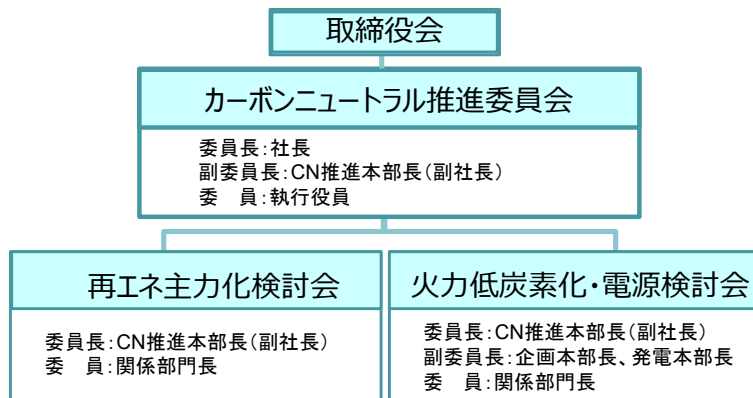 取締役会
カーボンニュートラル推進委員会
委員長:社長
副委員長:CN推進本部長(副社長)
委　員:執行役員
再エネ主力化検討会
委員長:CN推進本部長(副社長)
委　員:関係部門長
火力低炭素化・電源検討会
委員長:CN推進本部長(副社長)
副委員長:企画本部長、発電本部長
委　員:関係部門長